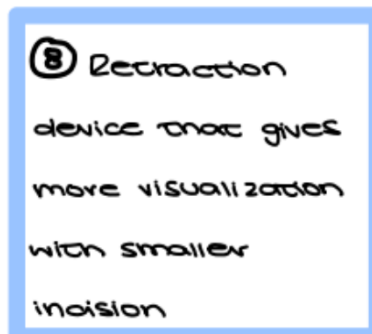 ⑧ Retraction
device that gives
more visualization
with smaller
incision